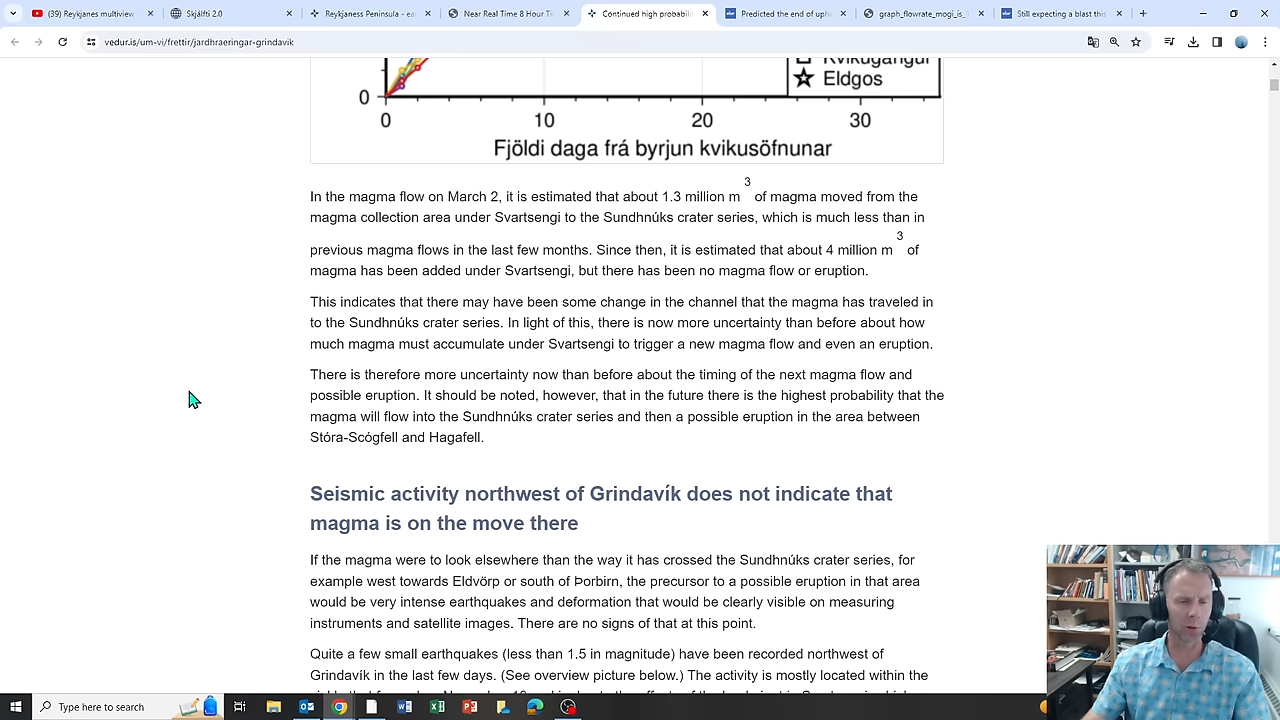 (39) Reykjanes multiview
Skjálfti 2.0
Reykjaness Peninsula - ea
Near Real Time 8 Hour Ti
Continued high probabili
Predicted the end of uph
graph_flowrate_mogi_is_i
Still expecting a blast this
vedur.is/um-vi/frettir/jardhraeringar-grindavik
Kvikugangur
Eldgos
0
0 10 20 30
Fjöldi daga frá byrjun kvikusöfnunar
In the magma flow on March 2, it is estimated that about 1.3 million m 3 of magma moved from the
magma collection area under Svartsengi to the Sundhnúks crater series, which is much less than in
previous magma flows in the last few months. Since then, it is estimated that about 4 million m 3 of
magma has been added under Svartsengi, but there has been no magma flow or eruption.
This indicates that there may have been some change in the channel that the magma has traveled in
to the Sundhnúks crater series. In light of this, there is now more uncertainty than before about how
much magma must accumulate under Svartsengi to trigger a new magma flow and even an eruption.
There is therefore more uncertainty now than before about the timing of the next magma flow and
possible eruption. It should be noted, however, that in the future there is the highest probability that the
magma will flow into the Sundhnúks crater series and then a possible eruption in the area between
Stóra-Scógfell and Hagafell.
Seismic activity northwest of Grindavík does not indicate that
magma is on the move there
If the magma were to look elsewhere than the way it has crossed the Sundhnúks crater series, for
example west towards Eldvörp or south of Þorbirn, the precursor to a possible eruption in that area
would be very intense earthquakes and deformation that would be clearly visible on measuring
instruments and satellite images. There are no signs of that at this point.
Quite a few small earthquakes (less than 1.5 in magnitude) have been recorded northwest of
Grindavík in the last few days. (See overview picture below.) The activity is mostly located within the
Type here to search